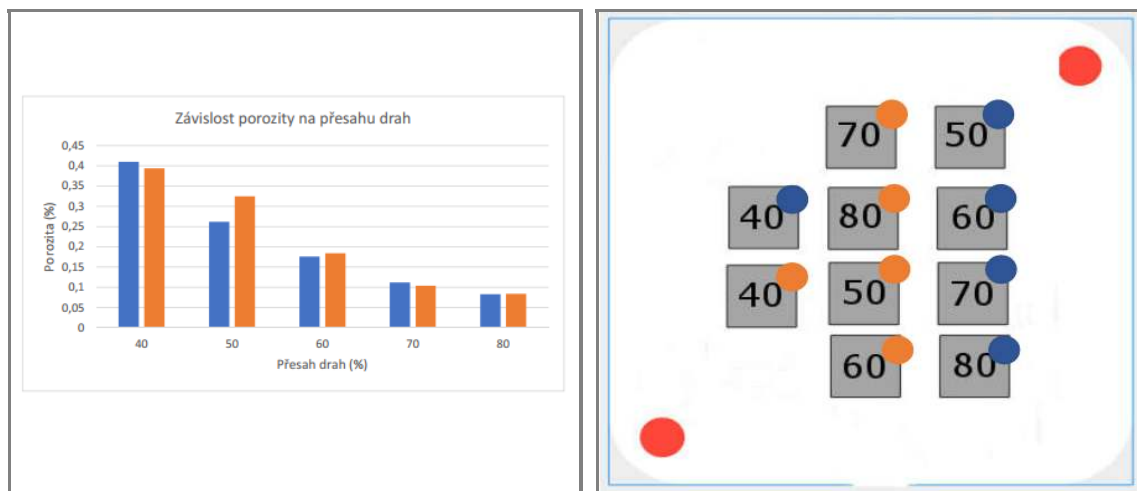 Závislost porozity na přesahu drah
0,45
0,4
0,35
0,3
0,25
0,2
0,15
0,1
0,05
0
Porozita (%)
40 50 60 70 80
Přesah drah (%)
70 50
40 80 60
40 50 70
60 80